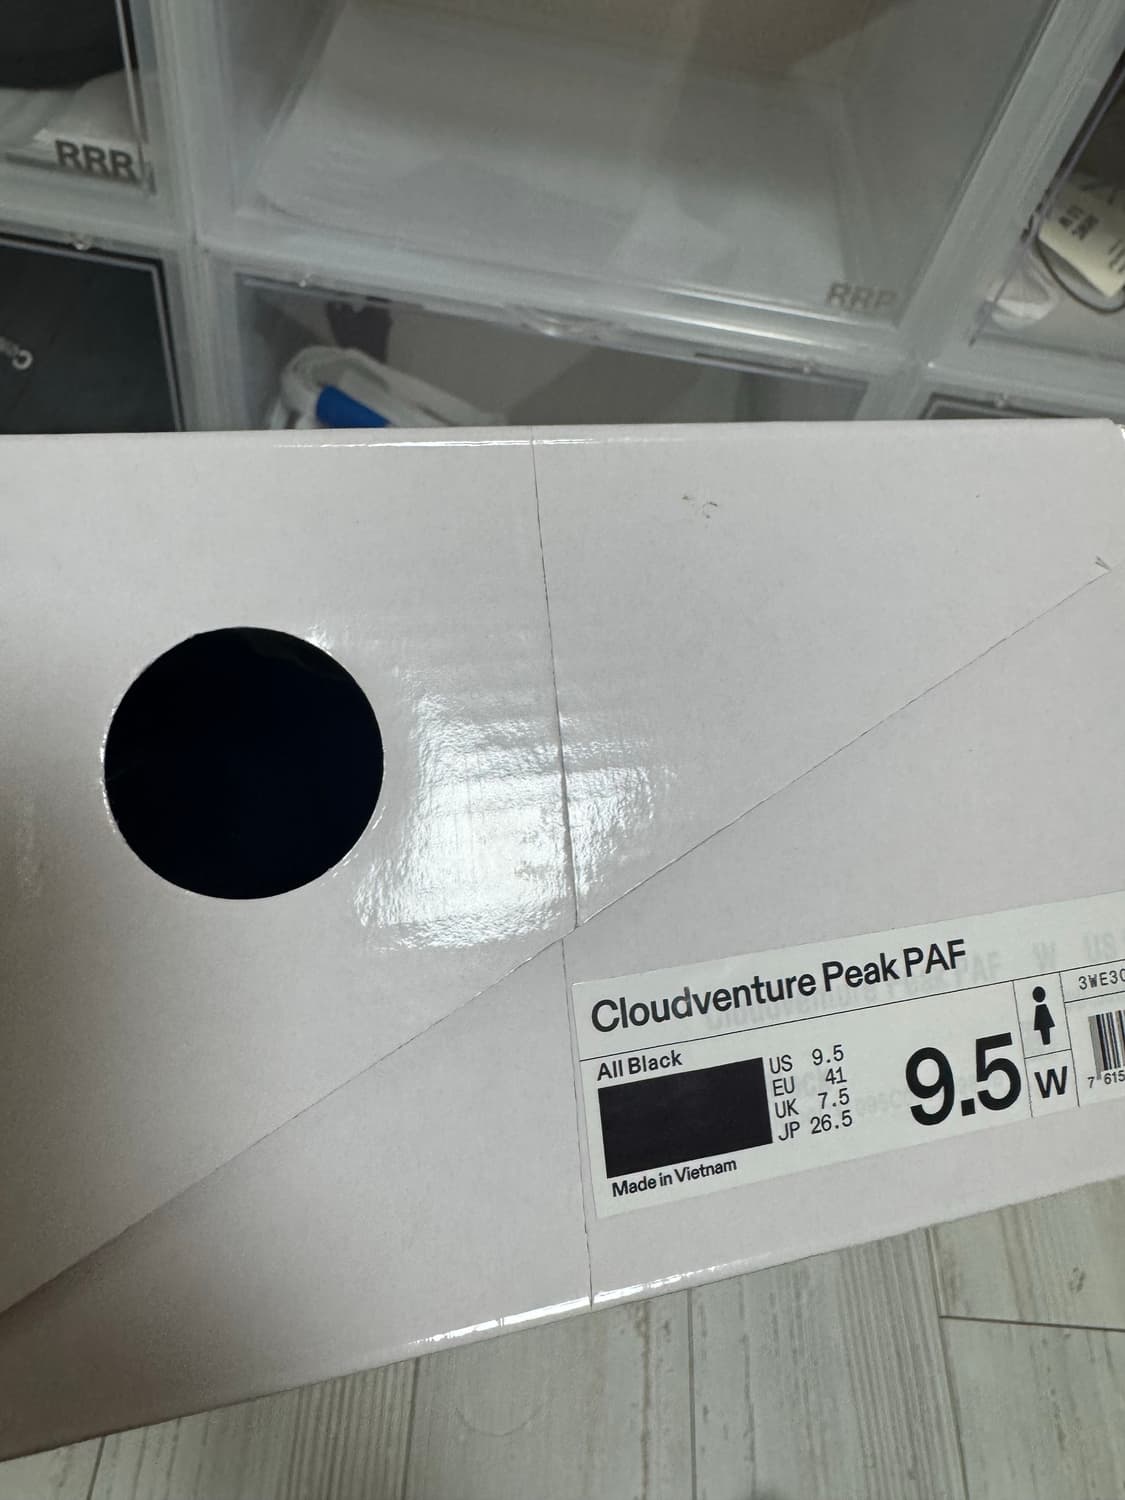 RRR
RRR
Cloudventure Peak PAF
All Black
US 9.5
EU 41
UK 7.5
JP 26.5
Made in Vietnam
9.5
W
3WE30
7 615